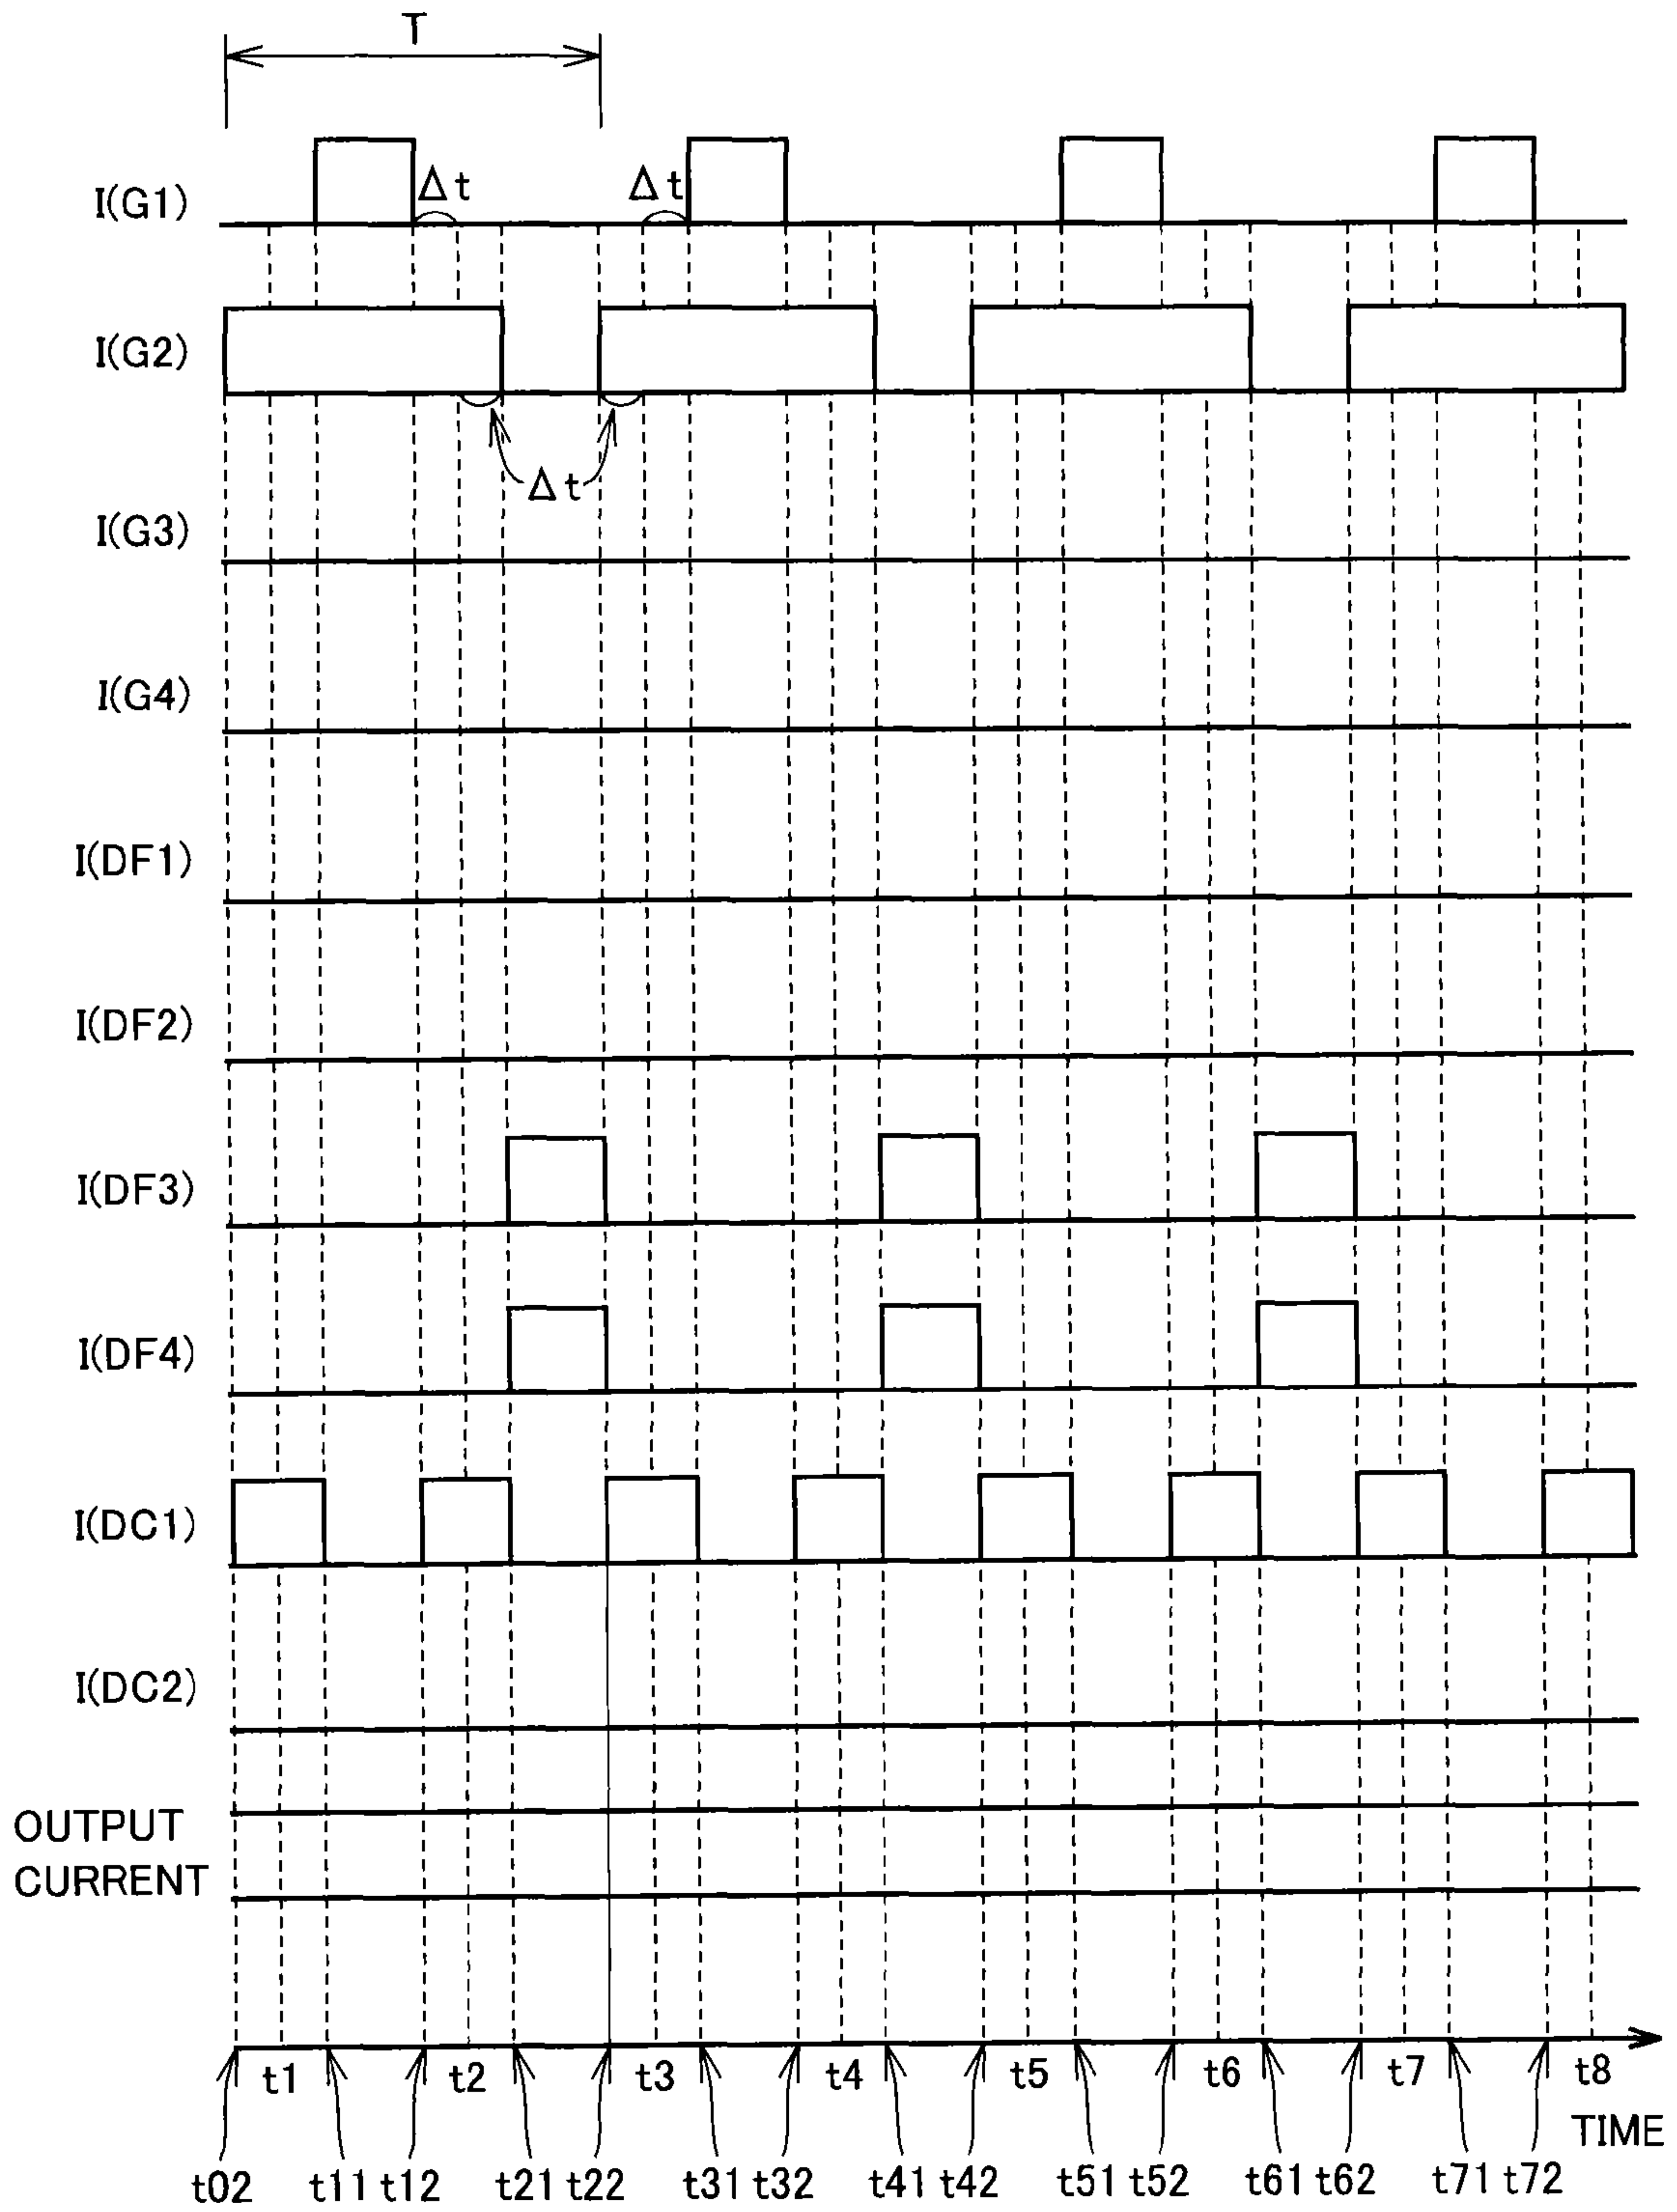 T
I(G1)
Δt
Δt
I(G2)
Δt
I(G3)
I(G4)
I(DF1)
I(DF2)
I(DF3)
I(DF4)
I(DC1)
I(DC2)
OUTPUT
CURRENT
t1 t2 t3 t4 t5 t6 t7 t8
TIME
t02 t11 t12 t21 t22 t31 t32 t41 t42 t51 t52 t61 t62 t71 t72